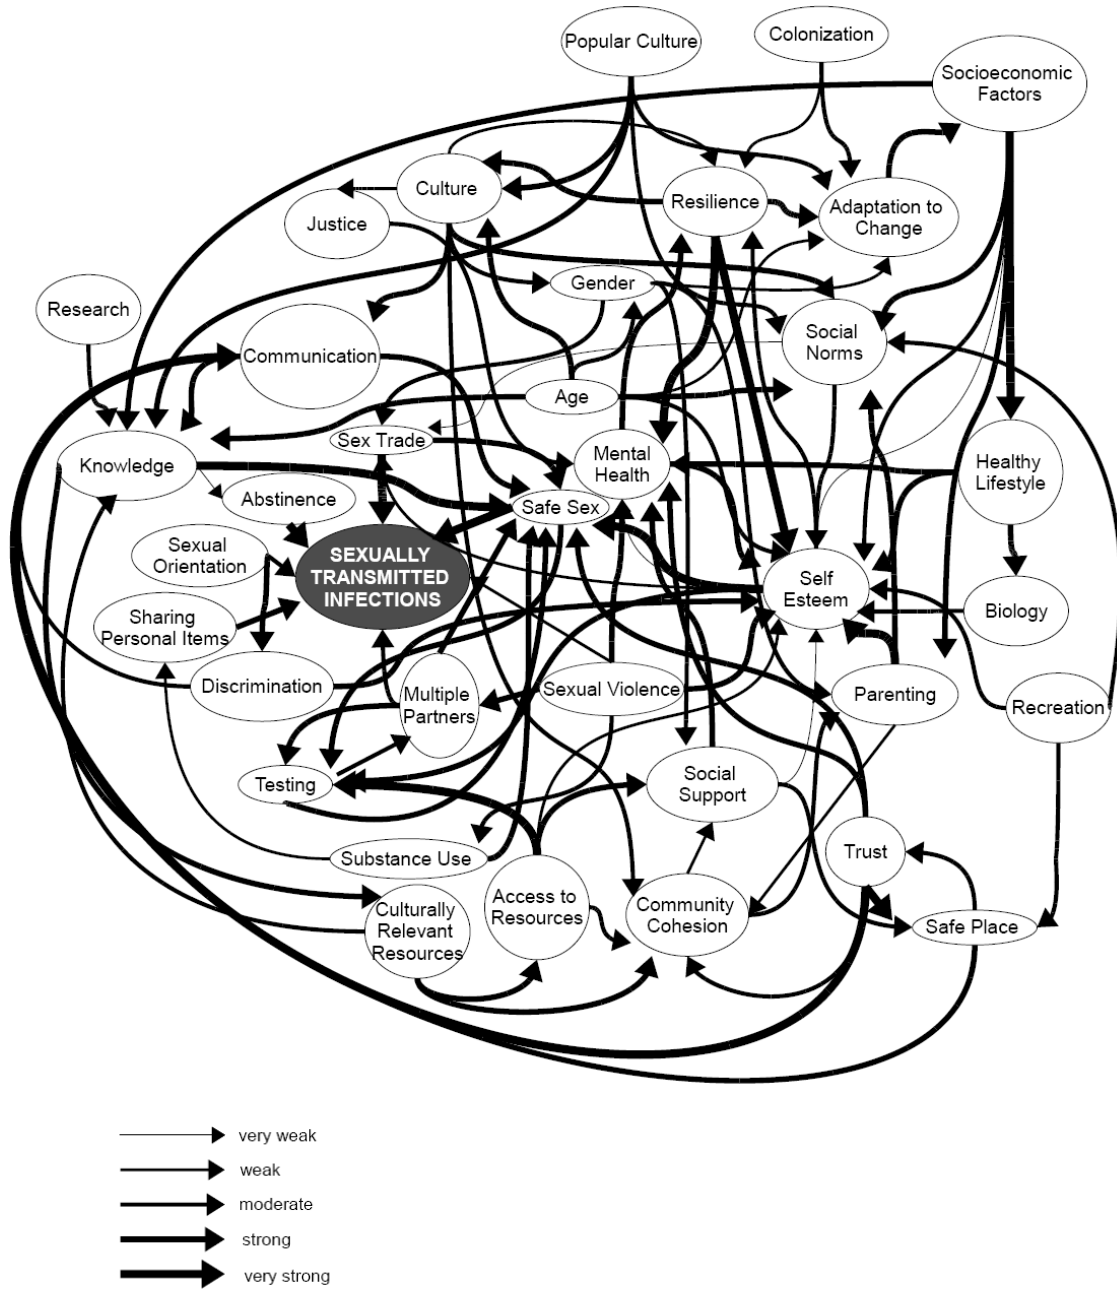 Popular Culture
Colonization
Socioeconomic
Factors
Culture
Resilience
Adaptation to
Change
Justice
Gender
Research
Social
Norms
Communication
Age
Sex Trade
Knowledge
Mental
Health
Healthy
Lifestyle
Abstinence
Safe Sex
Sexual
Orientation
SEXUALLY
TRANSMITTED
INFECTIONS
Self
Esteem
Biology
Sharing
Personal Items
Discrimination
Multiple
Partners
Sexual Violence
Parenting
Recreation
Testing
Social
Support
Substance Use
Trust
Culturally
Relevant
Resources
Access to
Resources
Community
Cohesion
Safe Place
very weak
weak
moderate
strong
very strong